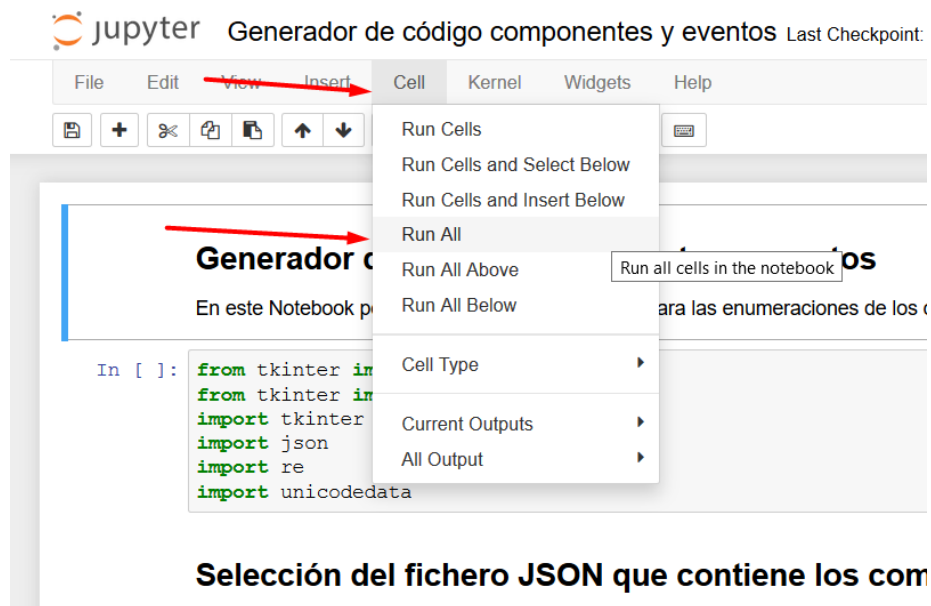 jupyter Generador de código componentes y eventos Last Checkpoint:
File Edit View Insert Cell Kernel Widgets Help
Run Cells
Run Cells and Select Below
Run Cells and Insert Below
Run All
Run All Above
Run All Below
Cell Type
Current Outputs
All Output
Run all cells in the notebook
Generador
os
En este Notebook p
ara las enumeraciones de los
In [ ]:
from tkinter im
from tkinter im
import tkinter
import json
import re
import unicodedata
Selección del fichero JSON que contiene los com